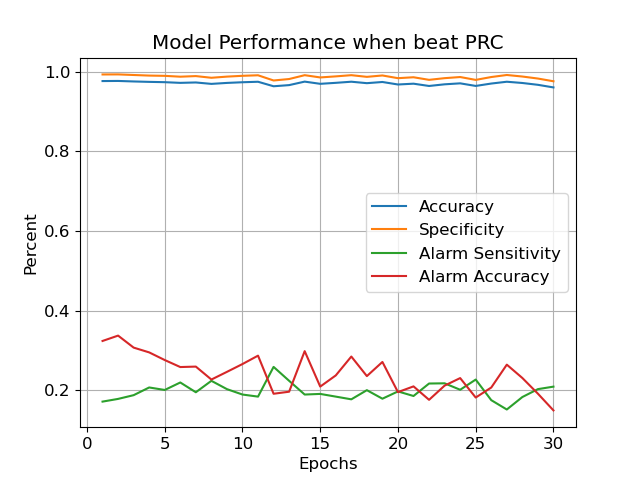 Model Performance when beat PRC
1.0
0.8
0.6
0.4
0.2
Percent
Accuracy
Specificity
Alarm Sensitivity
Alarm Accuracy
0 5 10 15 20 25 30
Epochs